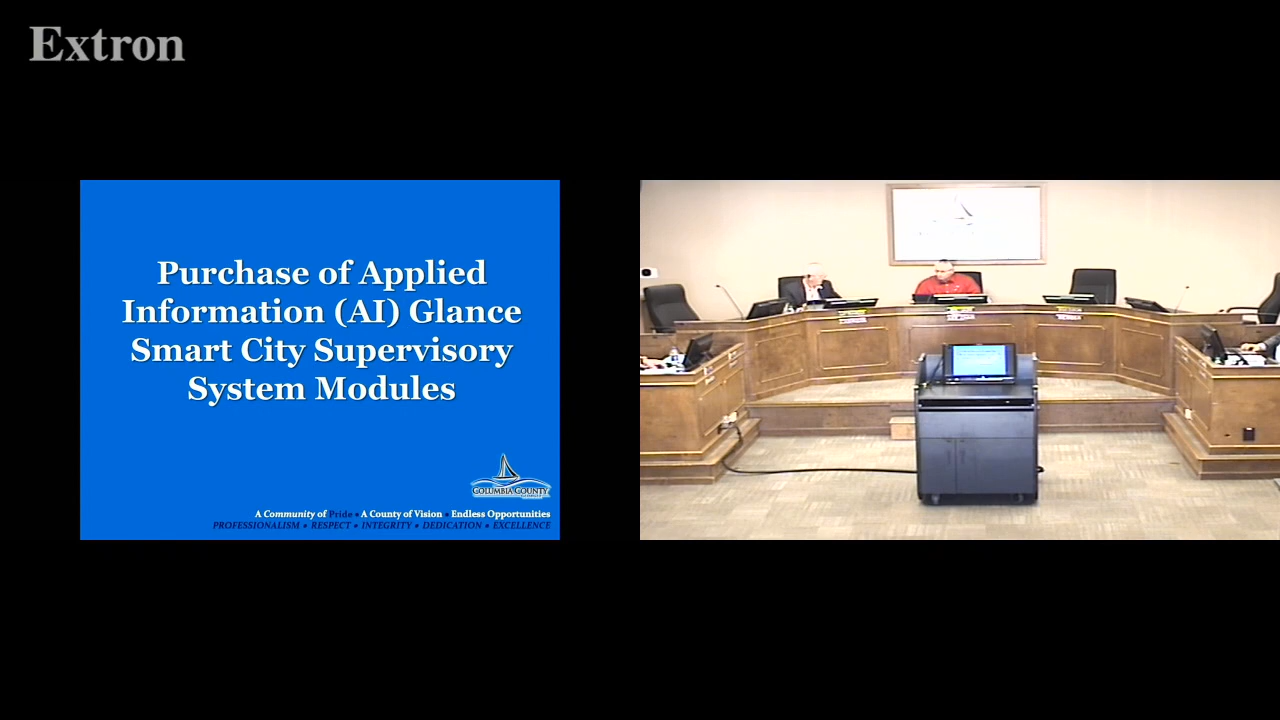 Extron
Purchase of Applied
Information (AI) Glance
Smart City Supervisory
System Modules
COLUMBIA COUNTY
A Community of Pride • A County of Vision • Endless Opportunities
PROFESSIONALISM • RESPECT • INTEGRITY • DEDICATION • EXCELLENCE